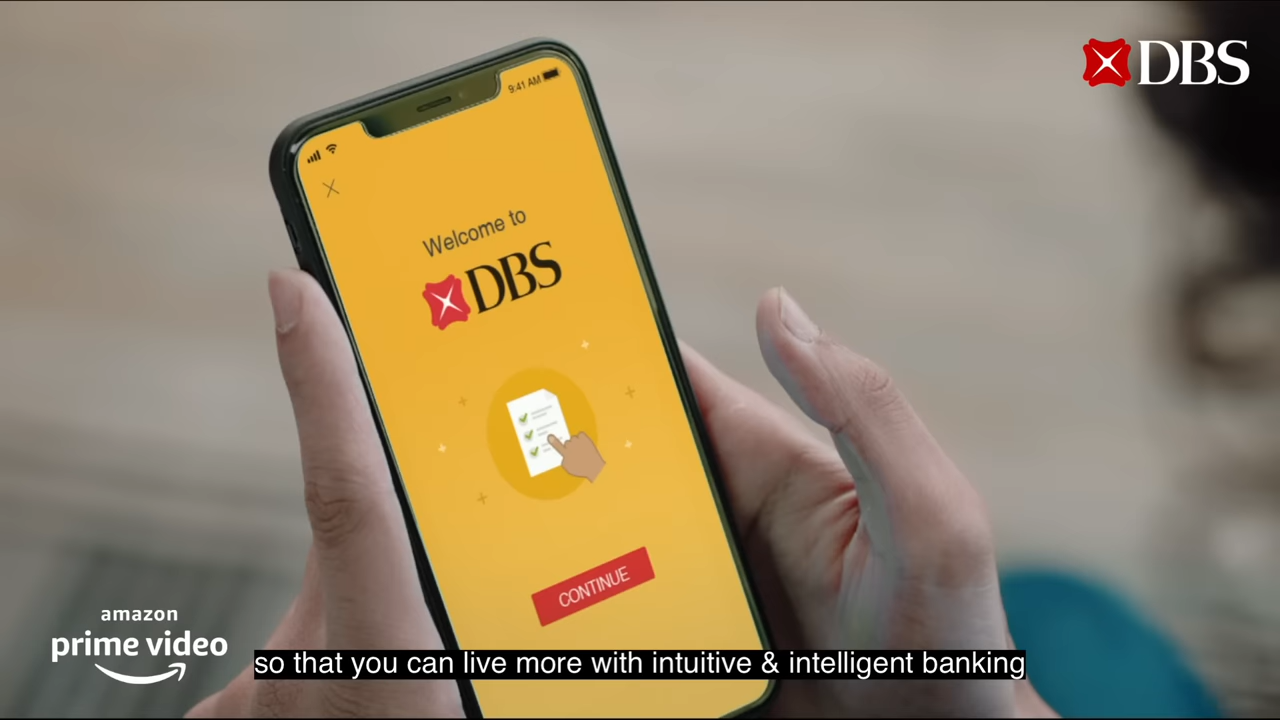 DBS
9:41 AM
Welcome to
DBS
CONTINUE
amazon
prime video
so that you can live more with intuitive & intelligent banking